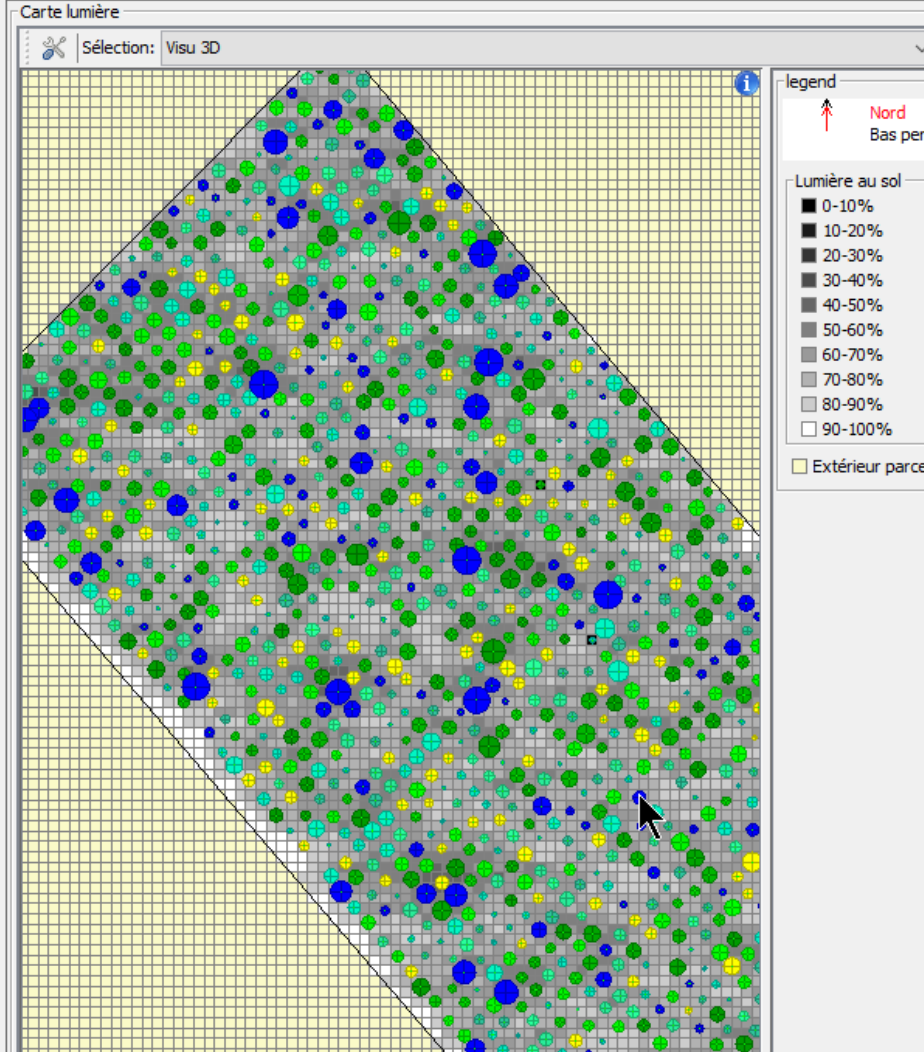 Carte lumière
Sélection: Visu 3D
i
legend
Nord
Bas per
Lumière au sol
0-10%
10-20%
20-30%
30-40%
40-50%
50-60%
60-70%
70-80%
80-90%
90-100%
Extérieur parce